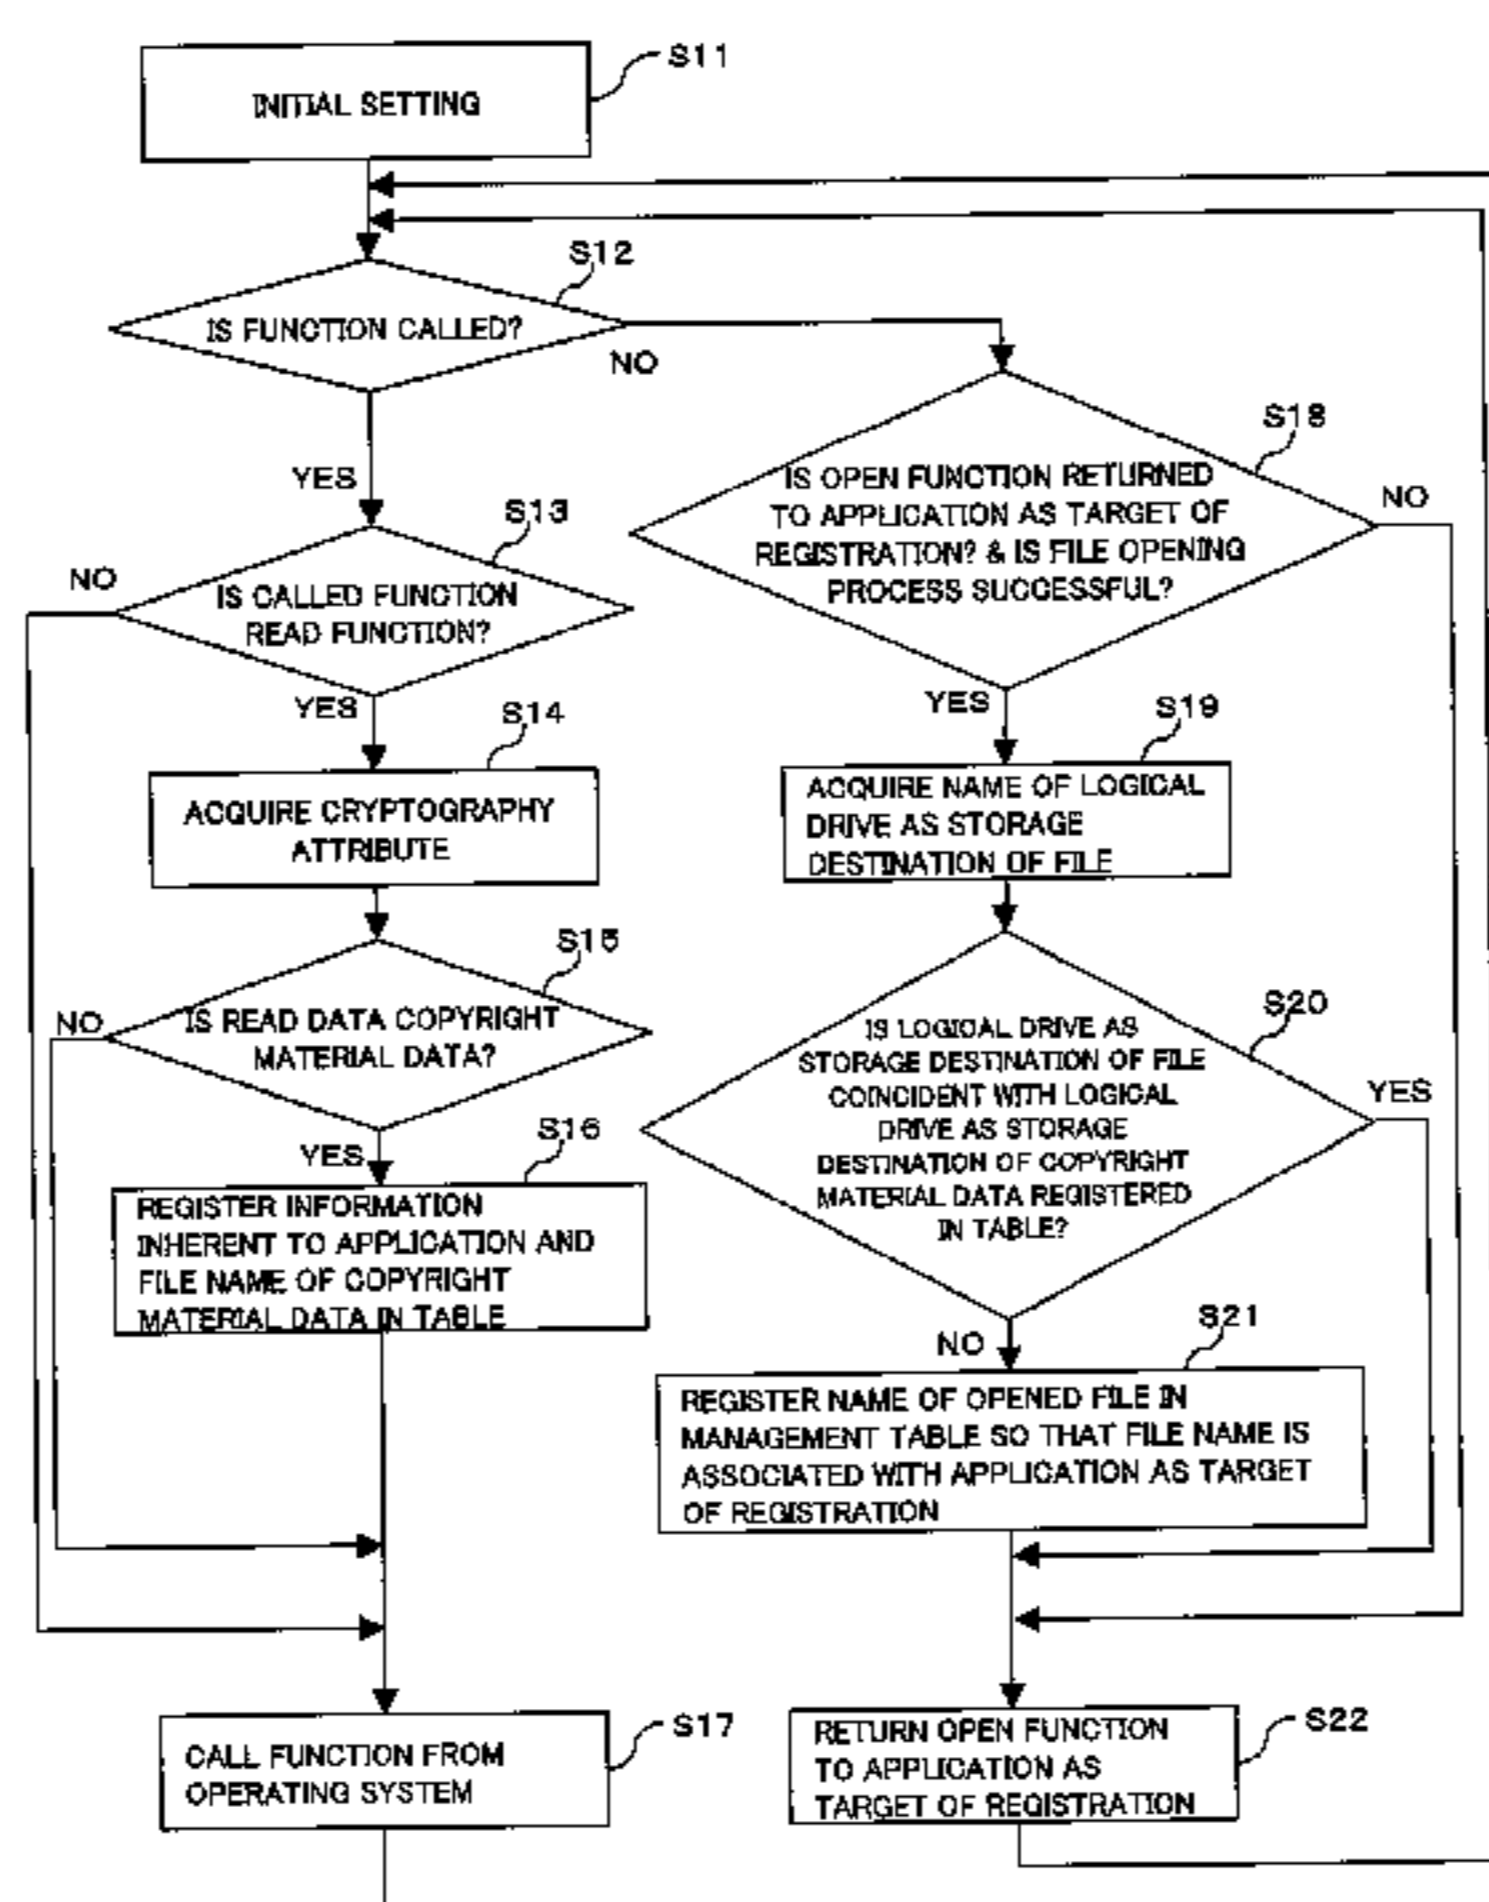 S11
INITIAL SETTING
S12
IS FUNCTION CALLED?
NO
YES
S13
NO
IS CALLED FUNCTION
READ FUNCTION?
YES
S14
ACQUIRE CRYPTOGRAPHY
ATTRIBUTE
S15
NO
IS READ DATA COPYRIGHT
MATERIAL DATA?
YES
S16
REGISTER INFORMATION
INHERENT TO APPLICATION AND
FILE NAME OF COPYRIGHT
MATERIAL DATA IN TABLE
S17
CALL FUNCTION FROM
OPERATING SYSTEM
S18
IS OPEN FUNCTION RETURNED
TO APPLICATION AS TARGET OF
REGISTRATION? & IS FILE OPENING
PROCESS SUCCESSFUL?
NO
YES
S19
ACQUIRE NAME OF LOGICAL
DRIVE AS STORAGE
DESTINATION OF FILE
S20
IS LOGICAL DRIVE AS
STORAGE DESTINATION OF FILE
COINCIDENT WITH LOGICAL
DRIVE AS STORAGE
DESTINATION OF COPYRIGHT
MATERIAL DATA REGISTERED
IN TABLE?
YES
NO
S21
REGISTER NAME OF OPENED FILE IN
MANAGEMENT TABLE SO THAT FILE NAME IS
ASSOCIATED WITH APPLICATION AS TARGET
OF REGISTRATION
S22
RETURN OPEN FUNCTION
TO APPLICATION AS
TARGET OF REGISTRATION